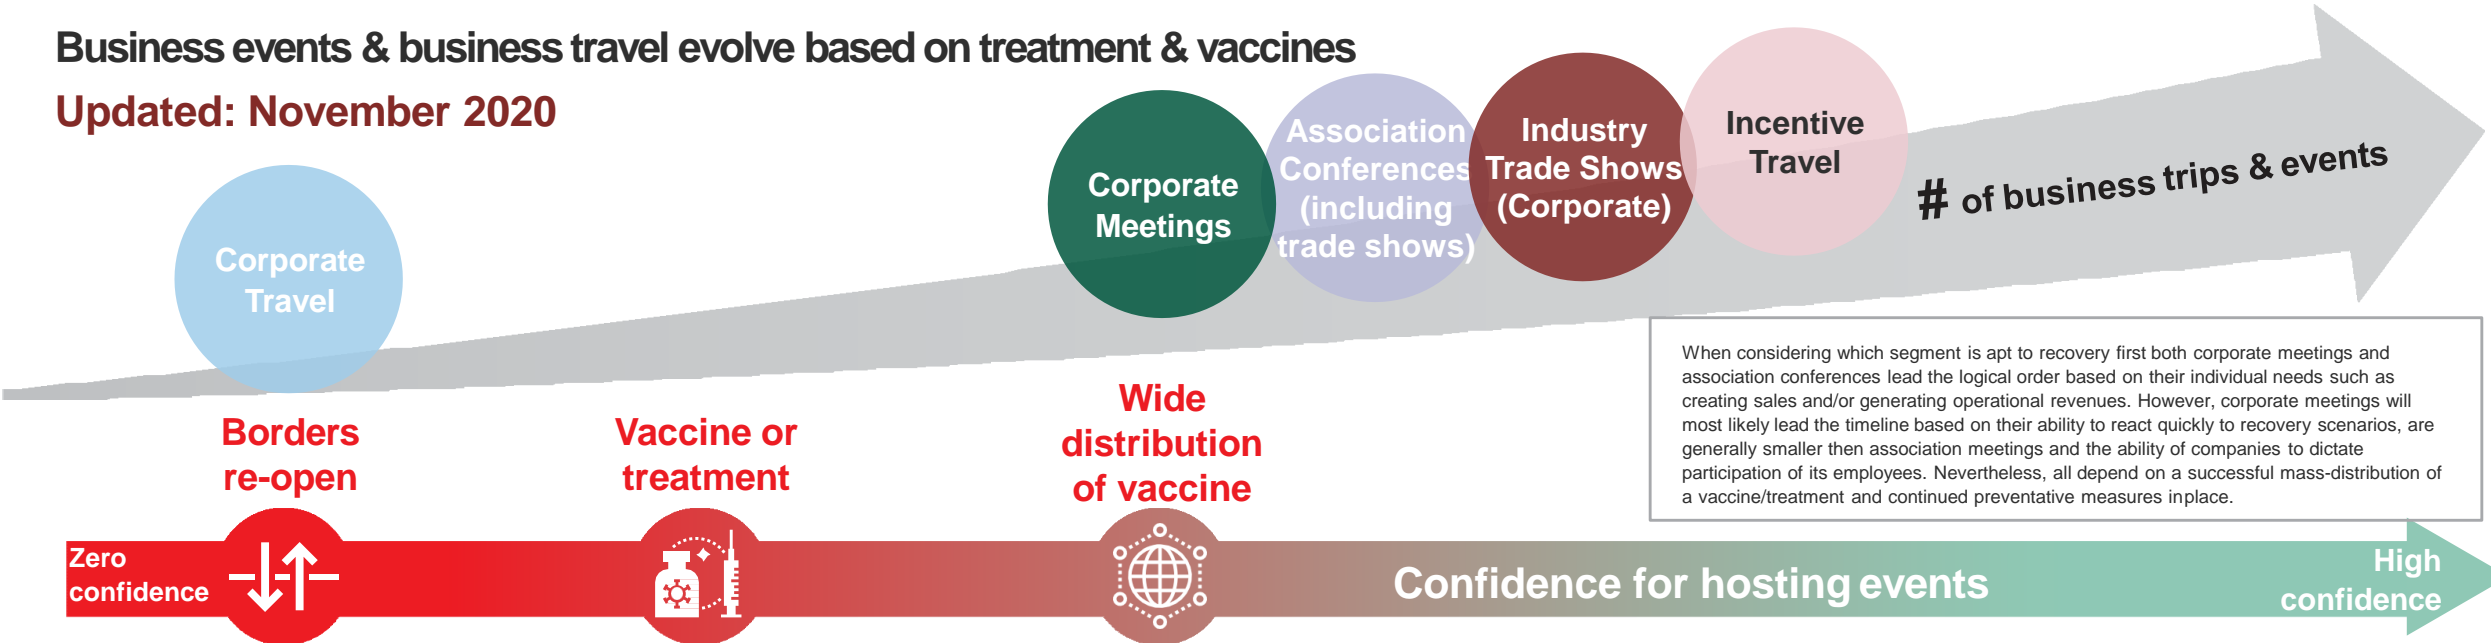 Business events & business travel evolve based on treatment & vaccines
Updated: November 2020
Corporate
Travel
Corporate
Meetings
Association
Conferences
(including
trade shows)
Industry
Trade Shows
(Corporate)
Incentive
Travel
# of business trips & events
When considering which segment is apt to recovery first both corporate meetings and
association conferences lead the logical order based on their individual needs such as
creating sales and/or generating operational revenues. However, corporate meetings will
most likely lead the timeline based on their ability to react quickly to recovery scenarios, are
generally smaller then association meetings and the ability of companies to dictate
participation of its employees. Nevertheless, all depend on a successful mass-distribution of
a vaccine/treatment and continued preventative measures inplace.
Borders
re-open
Vaccine or
treatment
Wide
distribution
of vaccine
Zero
confidence
Confidence for hosting events
High
confidence